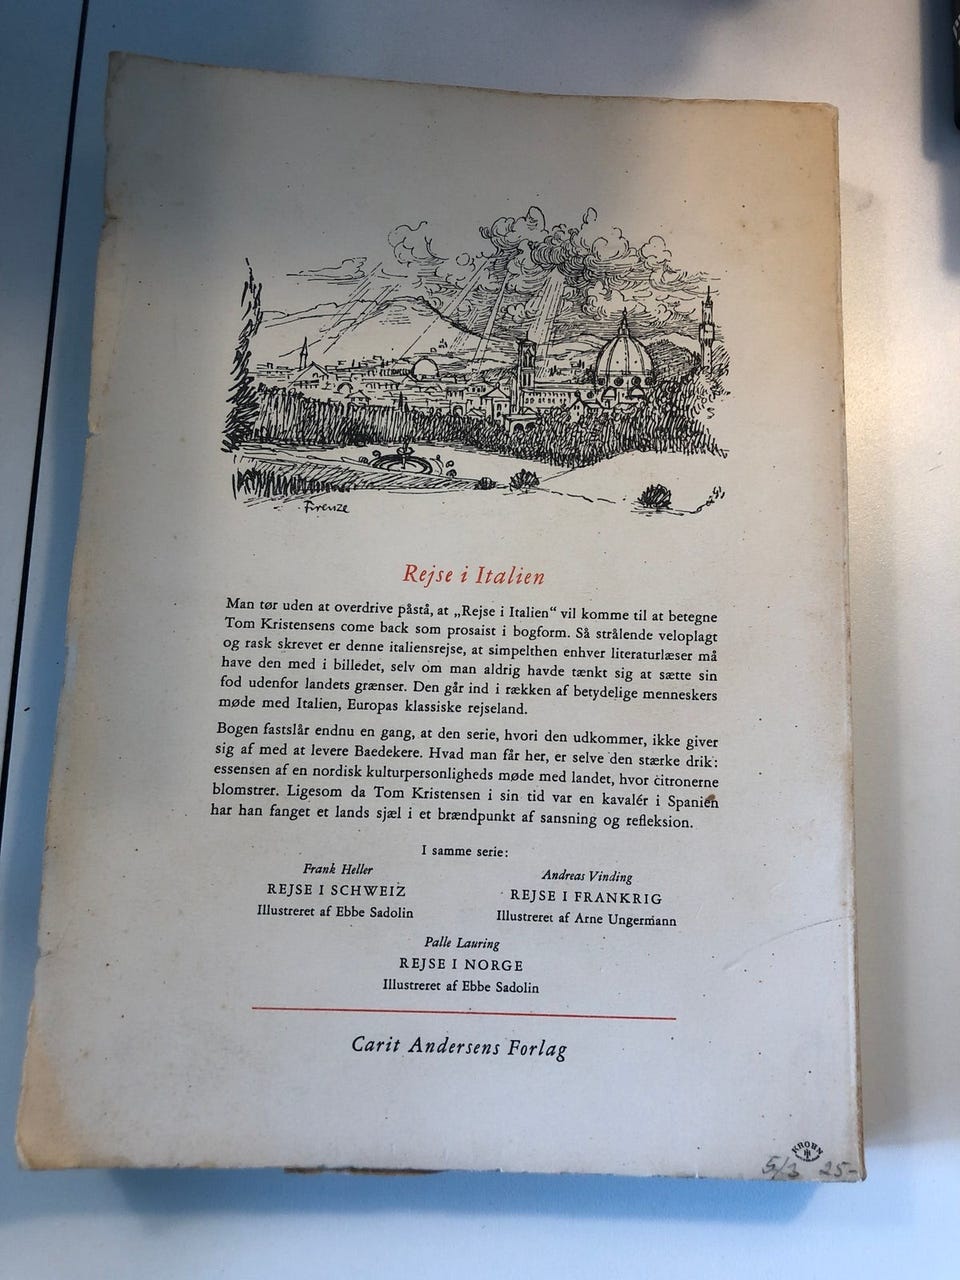 Firenze
Rejse i Italien
Man tør uden at overdrive påstå, at „Rejse i Italien“ vil komme til at betegne
Tom Kristensens come back som prosaist i bogform. Så strålende veloplagt
og rask skrevet er denne italiensrejse, at simpelthen enhver literaturlæser må
have den med i billedet, selv om man aldrig havde tænkt sig at sætte sin
fod udenfor landets grænser. Den går ind i rækken af betydelige menneskers
møde med Italien, Europas klassiske rejseland.
Bogen fastslår endnu en gang, at den serie, hvori den udkommer, ikke giver
sig af med at levere Baedekere. Hvad man får her, er selve den stærke drik:
essensen af en nordisk kulturpersonligheds møde med landet, hvor citronerne
blomstrer. Ligesom da Tom Kristensen i sin tid var en kavalér i Spanien
har han fanget et lands sjæl i et brændpunkt af sansning og refleksion.
I samme serie:
Frank Heller
REJSE I SCHWEIZ
Illustreret af Ebbe Sadolin
Andreas Vinding
REJSE I FRANKRIG
Illustreret af Arne Ungermann
Palle Lauring
REJSE I NORGE
Illustreret af Ebbe Sadolin
Carit Andersens Forlag
KROHN
5/3 25-